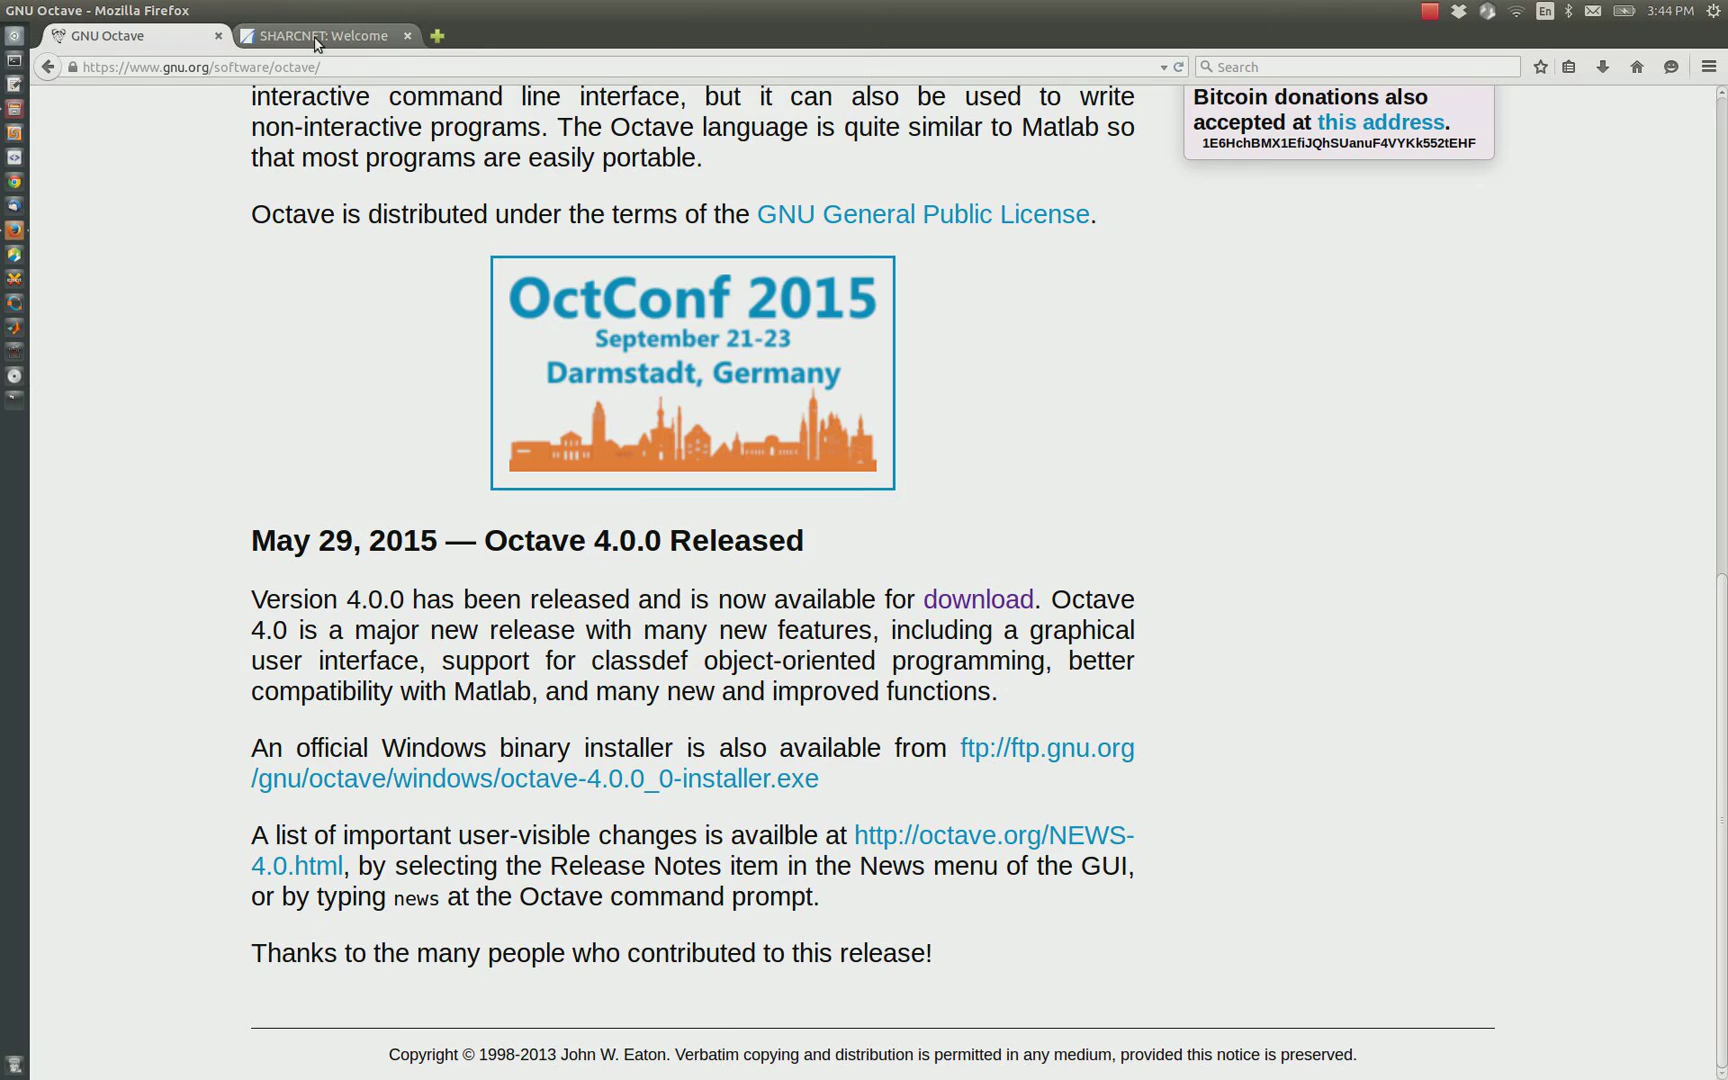 GNU Octave - Mozilla Firefox
En
3:44 PM
GNU Octave
SHARCNET: Welcome
https://www.gnu.org/software/octave/
Search
interactive command line interface, but it can also be used to write
non-interactive programs. The Octave language is quite similar to Matlab so
that most programs are easily portable.
Bitcoin donations also
accepted at this address.
1E6HchBMX1EfiJQhSUanuF4VYKk552tEHF
Octave is distributed under the terms of the GNU General Public License.
OctConf 2015
September 21-23
Darmstadt, Germany
May 29, 2015 — Octave 4.0.0 Released
Version 4.0.0 has been released and is now available for download. Octave
4.0 is a major new release with many new features, including a graphical
user interface, support for classdef object-oriented programming, better
compatibility with Matlab, and many new and improved functions.
An official Windows binary installer is also available from ftp://ftp.gnu.org
/gnu/octave/windows/octave-4.0.0_0-installer.exe
A list of important user-visible changes is availble at http://octave.org/NEWS-
4.0.html, by selecting the Release Notes item in the News menu of the GUI,
or by typing news at the Octave command prompt.
Thanks to the many people who contributed to this release!
Copyright © 1998-2013 John W. Eaton. Verbatim copying and distribution is permitted in any medium, provided this notice is preserved.